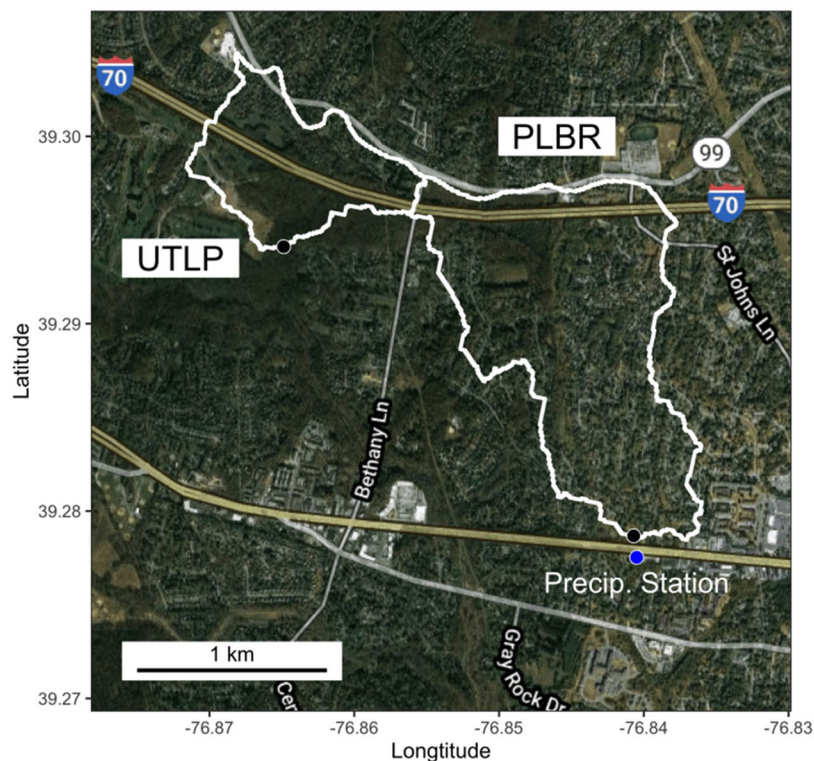 70
39.30
PLBR
99
70
UTLP
St Johns Ln
39.29
Latitude
Bethany Ln
39.28
Precip. Station
1 km
Gray Rock Dr
Cen
39.27
-76.87
-76.86
-76.85
-76.84
-76.83
Longtitude